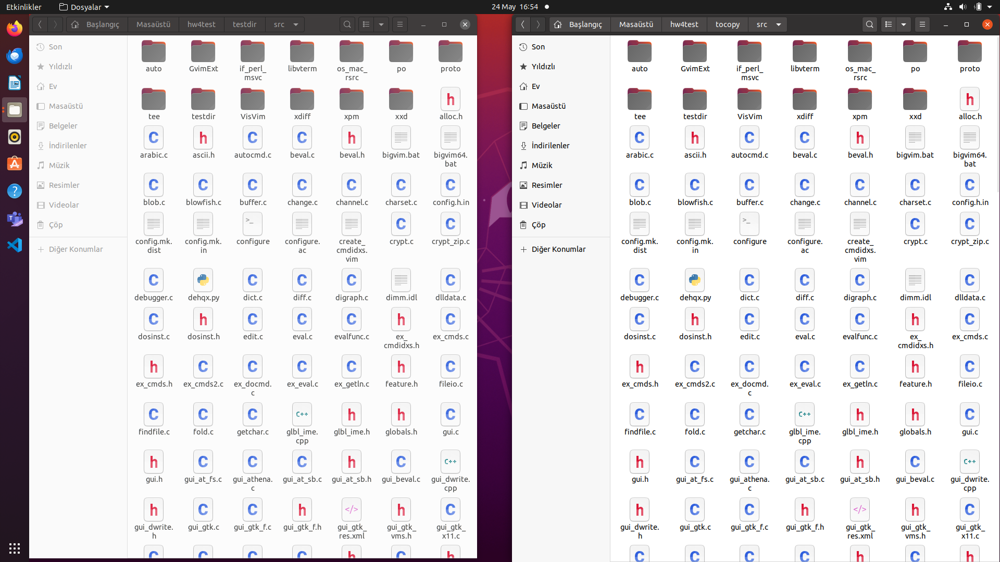 Etkinlikler Dosyalar 24 May 16:54
Başlangıç Masaüstü hw4test testdir src
Son
Yıldızlı
Ev
Masaüstü
Belgeler
İndirilenler
Müzik
Resimler
Videolar
Çöp
Diğer Konumlar
auto GvimExt if_perl_ libvterm os_mac_ po proto
msvc rsrc
tee testdir VisVim xdiff xpm xxd alloc.h
arabic.c ascii.h autocmd.c beval.c beval.h bigvim.bat bigvim64.
bat
blob.c blowfish.c buffer.c change.c channel.c charset.c config.h.in
config.mk. config.mk. configure configure. create_ crypt.c crypt_zip.c
dist in ac cmdidxs.
vim
debugger.c dehqx.py dict.c diff.c digraph.c dimm.idl dlldata.c
dosinst.c dosinst.h edit.c eval.c evalfunc.c ex_ ex_cmds.c
cmdidxs.h
ex_cmds.h ex_cmds2.c ex_docmd. ex_eval.c ex_getln.c feature.h fileio.c
c
findfile.c fold.c getchar.c glbl_ime. glbl_ime.h globals.h gui.c
cpp
gui.h gui_at_fs.c gui_athena. gui_at_sb.c gui_at_sb.h gui_beval.c gui_dwrite.
c cpp
gui_dwrite. gui_gtk.c gui_gtk_f.c gui_gtk_f.h gui_gtk_ gui_gtk_ gui_gtk_
h res.xml vms.h x11.c
Başlangıç Masaüstü hw4test tocopy src
Son
Yıldızlı
Ev
Masaüstü
Belgeler
İndirilenler
Müzik
Resimler
Videolar
Çöp
Diğer Konumlar
auto GvimExt if_perl_ libvterm os_mac_ po proto
msvc rsrc
tee testdir VisVim xdiff xpm xxd alloc.h
arabic.c ascii.h autocmd.c beval.c beval.h bigvim.bat bigvim64.
bat
blob.c blowfish.c buffer.c change.c channel.c charset.c config.h.in
config.mk. config.mk. configure configure. create_ crypt.c crypt_zip.c
dist in ac cmdidxs.
vim
debugger.c dehqx.py dict.c diff.c digraph.c dimm.idl dlldata.c
dosinst.c dosinst.h edit.c eval.c evalfunc.c ex_ ex_cmds.c
cmdidxs.h
ex_cmds.h ex_cmds2.c ex_docmd. ex_eval.c ex_getln.c feature.h fileio.c
c
findfile.c fold.c getchar.c glbl_ime. glbl_ime.h globals.h gui.c
cpp
gui.h gui_at_fs.c gui_athena. gui_at_sb.c gui_at_sb.h gui_beval.c gui_dwrite.
c cpp
gui_dwrite. gui_gtk.c gui_gtk_f.c gui_gtk_f.h gui_gtk_ gui_gtk_ gui_gtk_
h res.xml vms.h x11.c